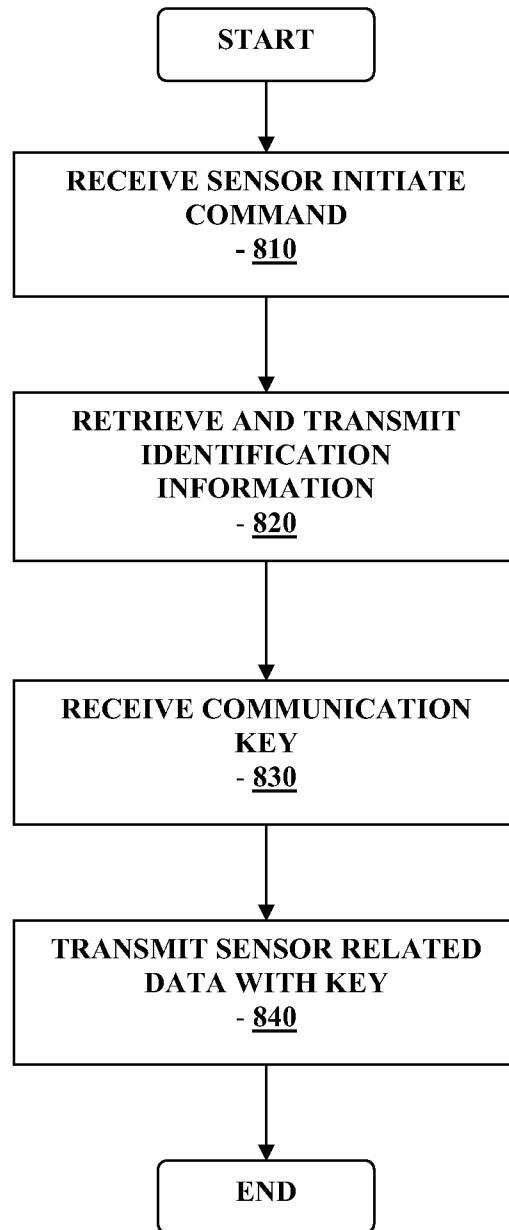 START
RECEIVE SENSOR INITIATE
COMMAND
- 810
RETRIEVE AND TRANSMIT
IDENTIFICATION
INFORMATION
- 820
RECEIVE COMMUNICATION
KEY
- 830
TRANSMIT SENSOR RELATED
DATA WITH KEY
- 840
END